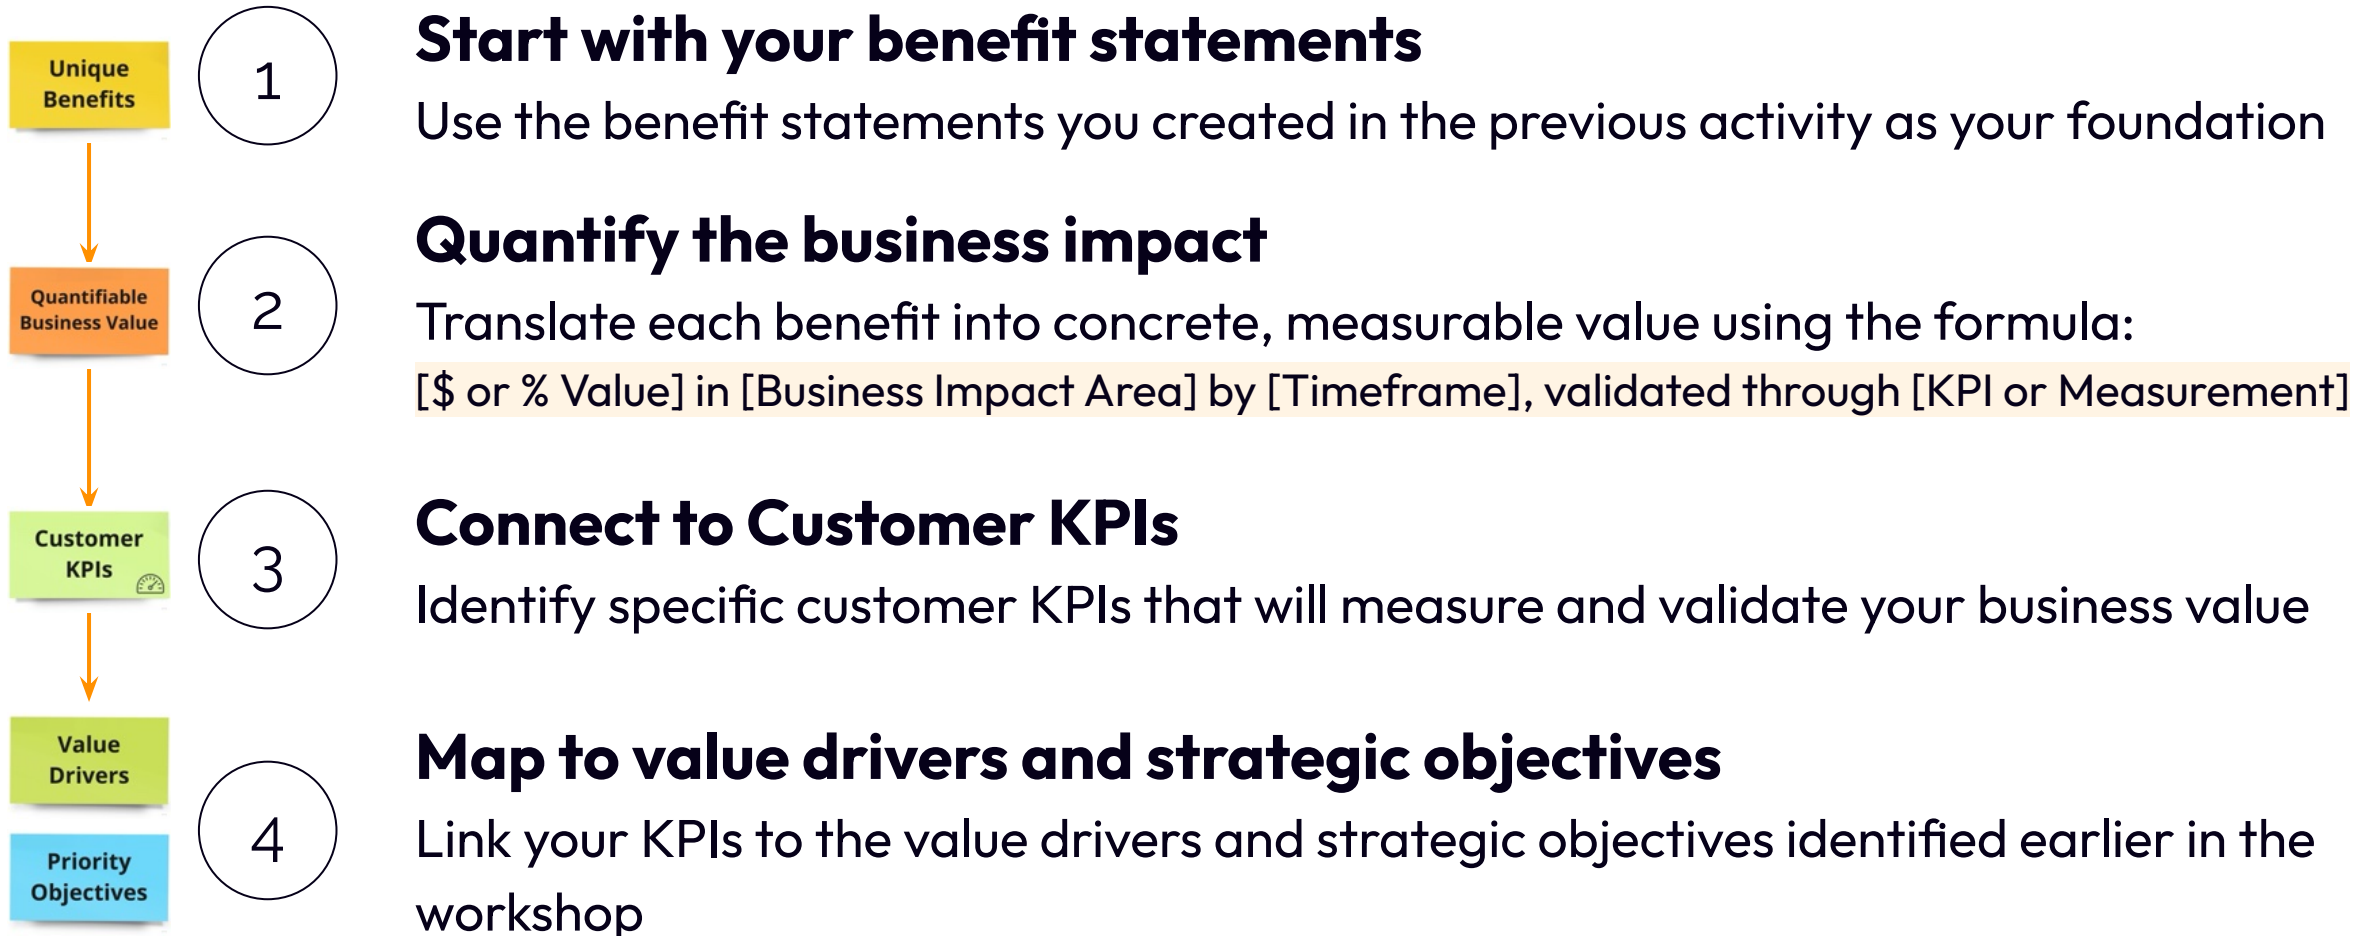 Unique
Benefits
1
Start with your benefit statements
Use the benefit statements you created in the previous activity as your foundation
Quantifiable
Business Value
2
Quantify the business impact
Translate each benefit into concrete, measurable value using the formula:
[$ or % Value] in [Business Impact Area] by [Timeframe], validated through [KPI or Measurement]
Customer
KPIs
3
Connect to Customer KPIs
Identify specific customer KPIs that will measure and validate your business value
Value
Drivers
Priority
Objectives
4
Map to value drivers and strategic objectives
Link your KPIs to the value drivers and strategic objectives identified earlier in the
workshop